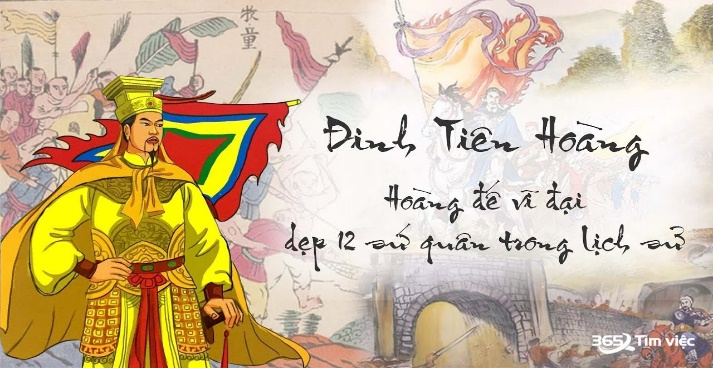 牧童
Đinh Tiên Hoàng
Hoàng đế vĩ đại
dẹp 12 sứ quân trong lịch sử
365 Tìm việc